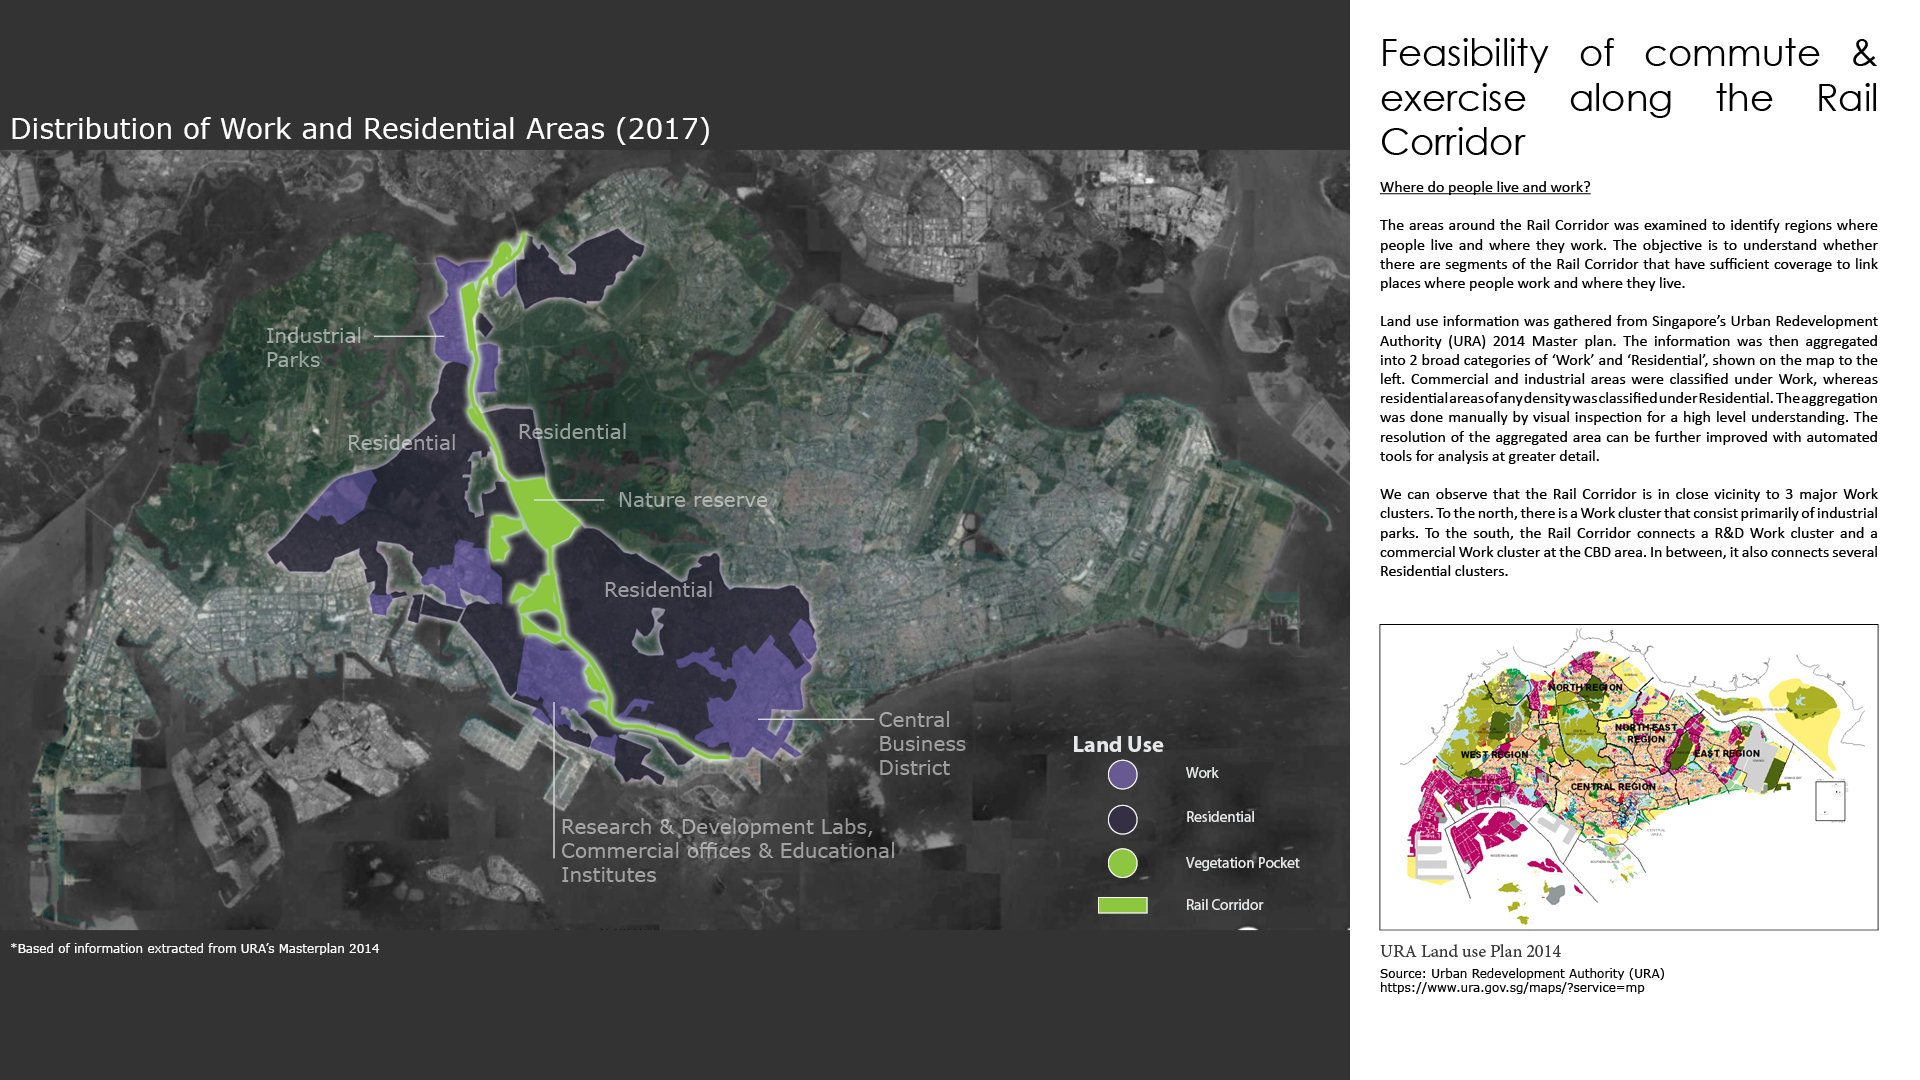 Distribution of Work and Residential Areas (2017)
Industrial
Parks
Residential
Residential
Nature reserve
Residential
Central
Business
District
Research & Development Labs,
Commercial offices & Educational
Institutes
Land Use
Work
Residential
Vegetation Pocket
Rail Corridor
*Based of information extracted from URA's Masterplan 2014
Feasibility of commute &
exercise along the Rail
Corridor
Where do people live and work?
The areas around the Rail Corridor was examined to identify regions where
people live and where they work. The objective is to understand whether
there are segments of the Rail Corridor that have sufficient coverage to link
places where people work and where they live.
Land use information was gathered from Singapore's Urban Redevelopment
Authority (URA) 2014 Master plan. The information was then aggregated
into 2 broad categories of ‘Work’ and ‘Residential’, shown on the map to the
left. Commercial and industrial areas were classified under Work, whereas
residential areas of any density was classified under Residential. The aggregation
was done manually by visual inspection for a high level understanding. The
resolution of the aggregated area can be further improved with automated
tools for analysis at greater detail.
We can observe that the Rail Corridor is in close vicinity to 3 major Work
clusters. To the north, there is a Work cluster that consist primarily of industrial
parks. To the south, the Rail Corridor connects a R&D Work cluster and a
commercial Work cluster at the CBD area. In between, it also connects several
Residential clusters.
NORTH REGION
NORTH EAST
REGION
WEST REGION
EAST REGION
CENTRAL REGION
URA Land use Plan 2014
Source: Urban Redevelopment Authority (URA)
https://www.ura.gov.sg/maps/?service=mp